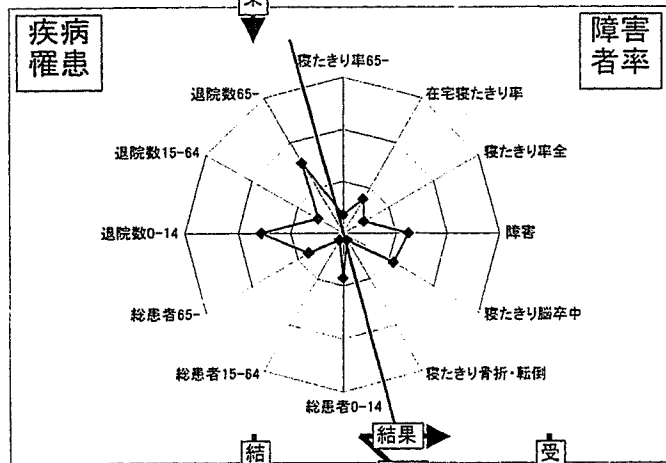 疾病
罹患
障害
者率
寝たきり率65-
退院数65-
在宅寝たきり率
退院数15-64
寝たきり率全
退院数0-14
障害
総患者65-
寝たきり脳卒中
総患者15-64
寝たきり骨折・転倒
総患者0-14
結果
結
受